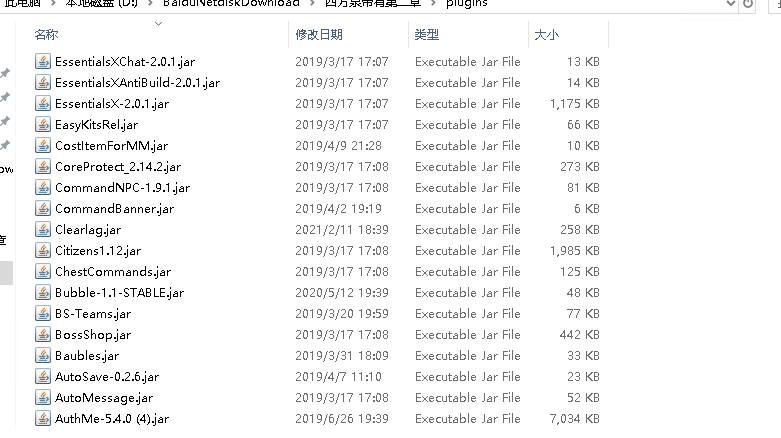 此电脑 > 本地磁盘 (D:) > BaiduNetdiskDownload > 四方泉带有第二章 > plugins
名称 修改日期 类型 大小
EssentialsXChat-2.0.1.jar 2019/3/17 17:07 Executable Jar File 13 KB
EssentialsXAntiBuild-2.0.1.jar 2019/3/17 17:07 Executable Jar File 14 KB
EssentialsX-2.0.1.jar 2019/3/17 17:07 Executable Jar File 1,175 KB
EasyKitsRel.jar 2019/3/17 17:07 Executable Jar File 66 KB
CostItemForMM.jar 2019/4/9 21:28 Executable Jar File 10 KB
CoreProtect_2.14.2.jar 2019/3/17 17:08 Executable Jar File 273 KB
CommandNPC-1.9.1.jar 2019/3/17 17:08 Executable Jar File 81 KB
CommandBanner.jar 2019/4/2 19:19 Executable Jar File 6 KB
Clearlag.jar 2021/2/11 18:39 Executable Jar File 258 KB
Citizens1.12.jar 2019/3/17 17:08 Executable Jar File 1,985 KB
ChestCommands.jar 2019/3/17 17:08 Executable Jar File 125 KB
Bubble-1.1-STABLE.jar 2020/5/12 19:39 Executable Jar File 48 KB
BS-Teams.jar 2019/3/20 19:59 Executable Jar File 77 KB
BossShop.jar 2019/3/17 17:08 Executable Jar File 442 KB
Baubles.jar 2019/3/31 18:09 Executable Jar File 33 KB
AutoSave-0.2.6.jar 2019/4/7 11:10 Executable Jar File 23 KB
AutoMessage.jar 2019/3/17 17:08 Executable Jar File 52 KB
AuthMe-5.4.0 (4).jar 2019/6/26 19:39 Executable Jar File 7,034 KB